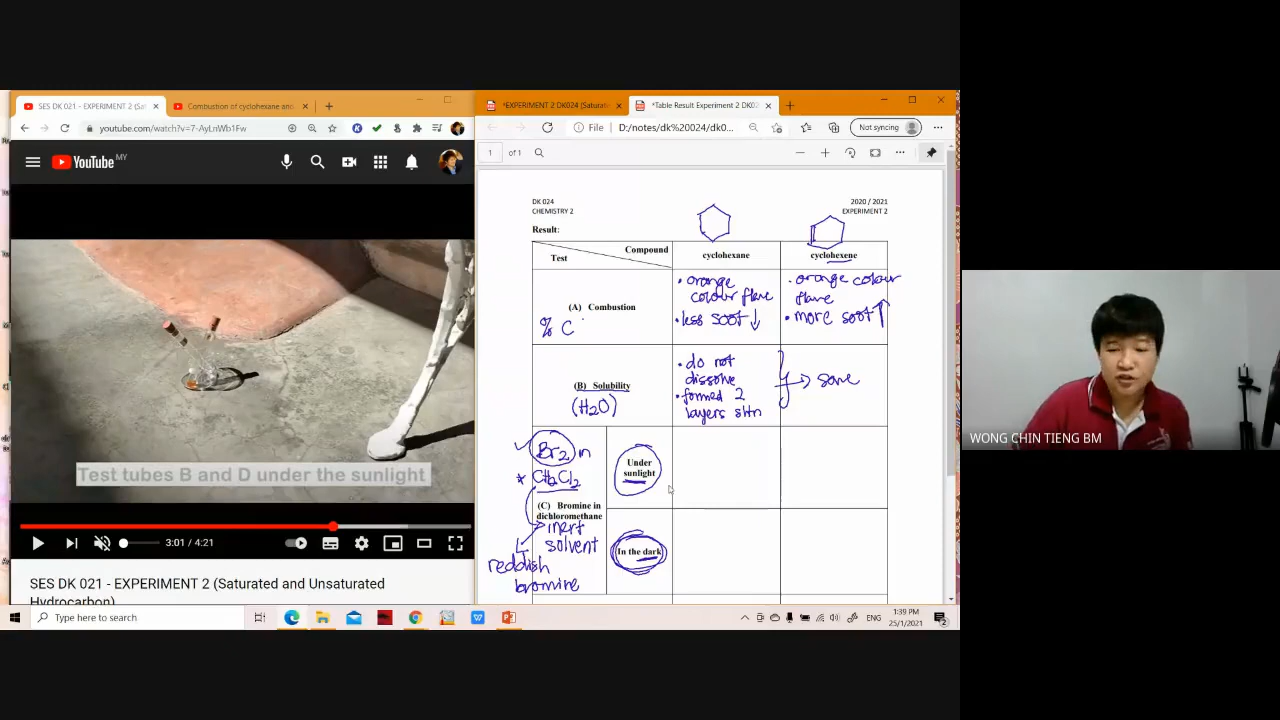 SES DK 021 - EXPERIMENT 2 (Sat
Combustion of cyclohexane and
youtube.com/watch?v=7-AyLnWb1Fw
YouTube MY
Test tubes B and D under the sunlight
3:01 / 4:21
SES DK 021 - EXPERIMENT 2 (Saturated and Unsaturated
Hydrocarbon)
*EXPERIMENT 2 DK024 (Saturat
*Table Result Experiment 2 DK02
File
D:/notes/dk%20024/dk0...
Not syncing
1 of 1
DK 024
CHEMISTRY 2
2020 / 2021
EXPERIMENT 2
Result:
Compound
Test
cyclohexane
cyclohexene
(A) Combustion
% C
• orange
colour flame
• less soot ↓
• orange colour
flame
• more soot ↑
(B) Solubility
(H2O)
• do not
dissolve
• formed 2
layers soltn
same
✓ Br2 in
* CH2Cl2
(C) Bromine in
dichloromethane
inert
solvent
reddish
bromine
Under
sunlight
In the dark
WONG CHIN TIENG BM
Type here to search
ENG
1:39 PM
25/1/2021
2